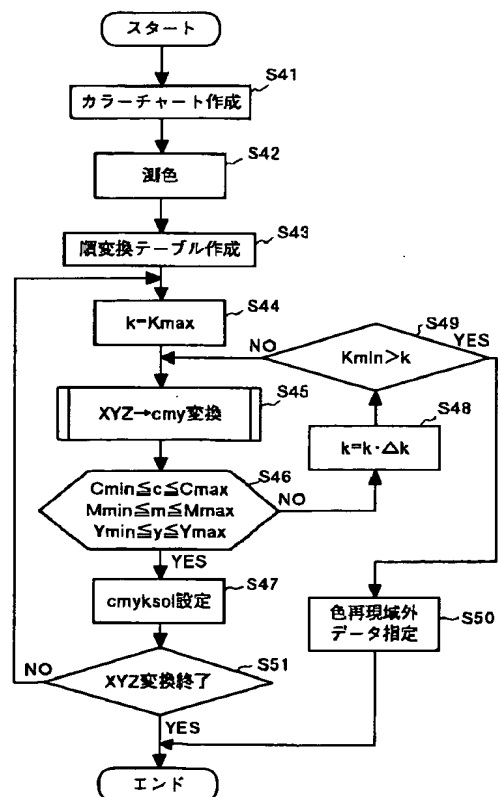 スタート
S41
カラーチャート作成
S42
測色
S43
隈変換テーブル作成
S44
k=Kmax
S49
NO
YES
Kmin>k
S45
XYZ→cmy変換
S48
k=k·Δk
S46
Cmin≦c≦Cmax
Mmin≦m≦Mmax
Ymin≦y≦Ymax
NO
YES
S47
cmyksol設定
S50
色再現域外
データ指定
S51
NO
XYZ変換終了
YES
エンド